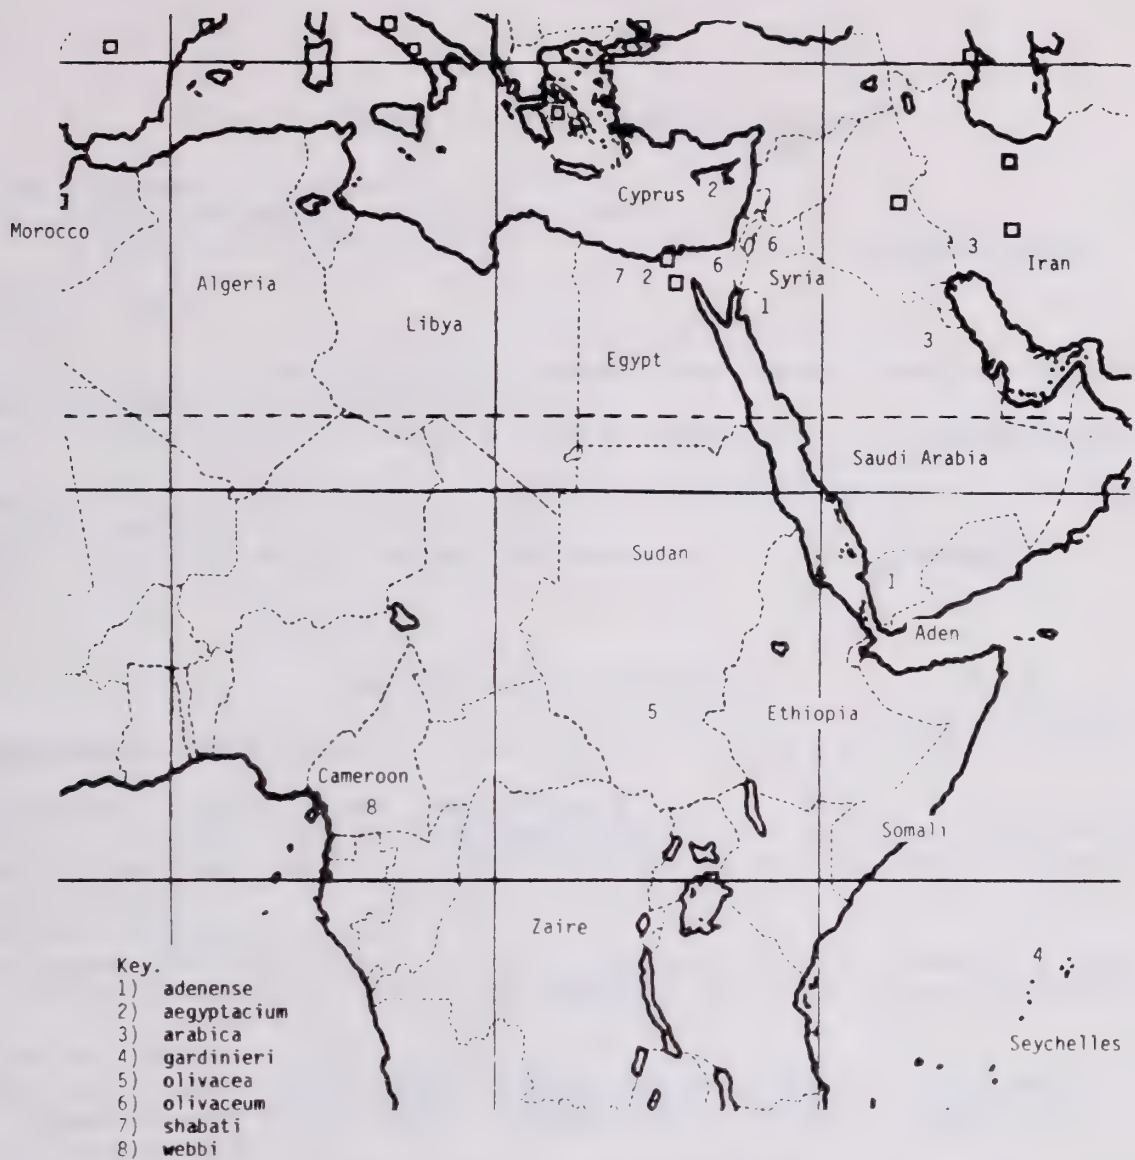 Cyprus 2
Morocco
6
3
Algeria
7 2
6
Syria
Iran
Libya
1
3
Egypt
Saudi Arabia
Sudan
1
Aden
5
Ethiopia
Cameroon
8
Somali
Zaire
4
Seychelles
Key.
1) adenense
2) aegyptacium
3) arabica
4) gardinieri
5) olivacea
6) olivaceum
7) shabati
8) webbi